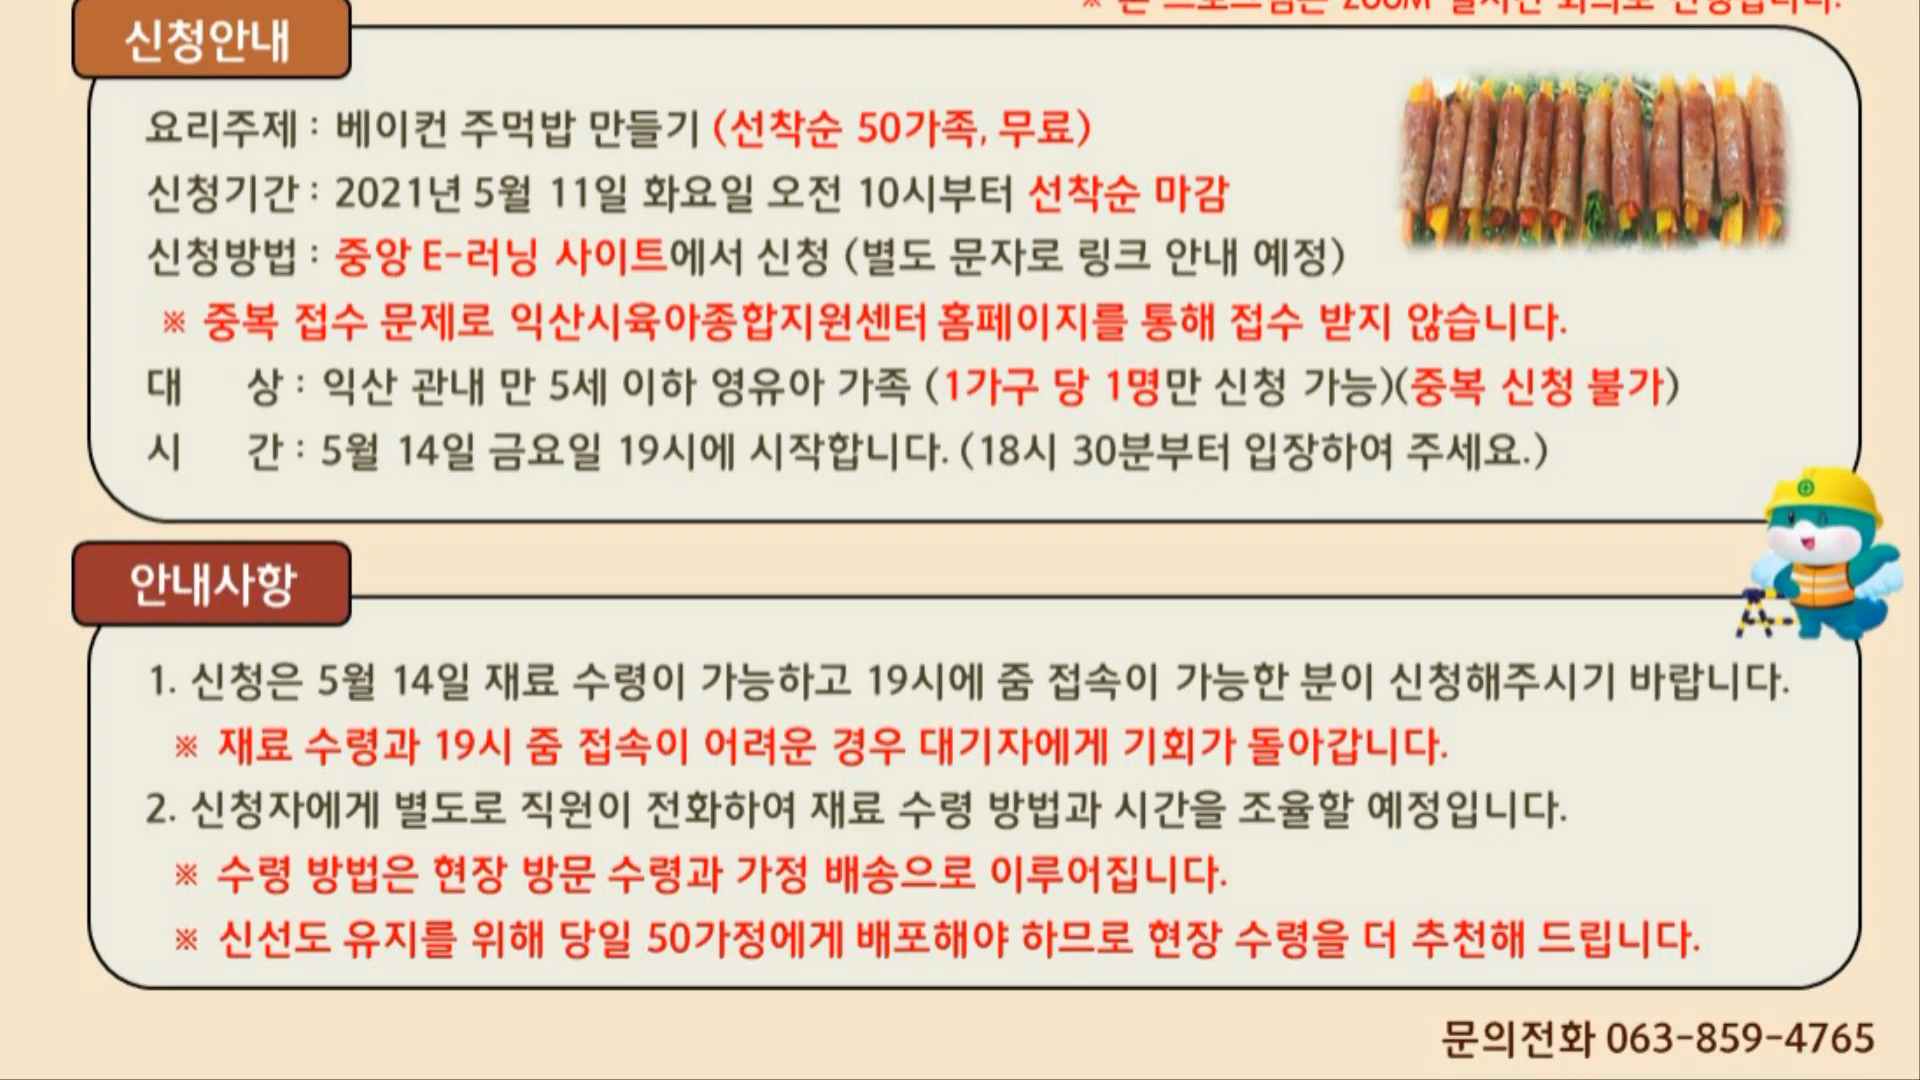 ※ 본 프로그램은 ZOOM 실시간 회의로 진행됩니다.
신청안내
요리주제 : 베이컨 주먹밥 만들기 (선착순 50가족, 무료)
신청기간 : 2021년 5월 11일 화요일 오전 10시부터 선착순 마감
신청방법 : 중앙 E-러닝 사이트에서 신청 (별도 문자로 링크 안내 예정)
※ 중복 접수 문제로 익산시육아종합지원센터 홈페이지를 통해 접수 받지 않습니다.
대 상 : 익산 관내 만 5세 이하 영유아 가족 (1가구 당 1명만 신청 가능)(중복 신청 불가)
시 간 : 5월 14일 금요일 19시에 시작합니다. (18시 30분부터 입장하여 주세요.)
안내사항
1. 신청은 5월 14일 재료 수령이 가능하고 19시에 줌 접속이 가능한 분이 신청해주시기 바랍니다.
※ 재료 수령과 19시 줌 접속이 어려운 경우 대기자에게 기회가 돌아갑니다.
2. 신청자에게 별도로 직원이 전화하여 재료 수령 방법과 시간을 조율할 예정입니다.
※ 수령 방법은 현장 방문 수령과 가정 배송으로 이루어집니다.
※ 신선도 유지를 위해 당일 50가정에게 배포해야 하므로 현장 수령을 더 추천해 드립니다.
문의전화 063-859-4765